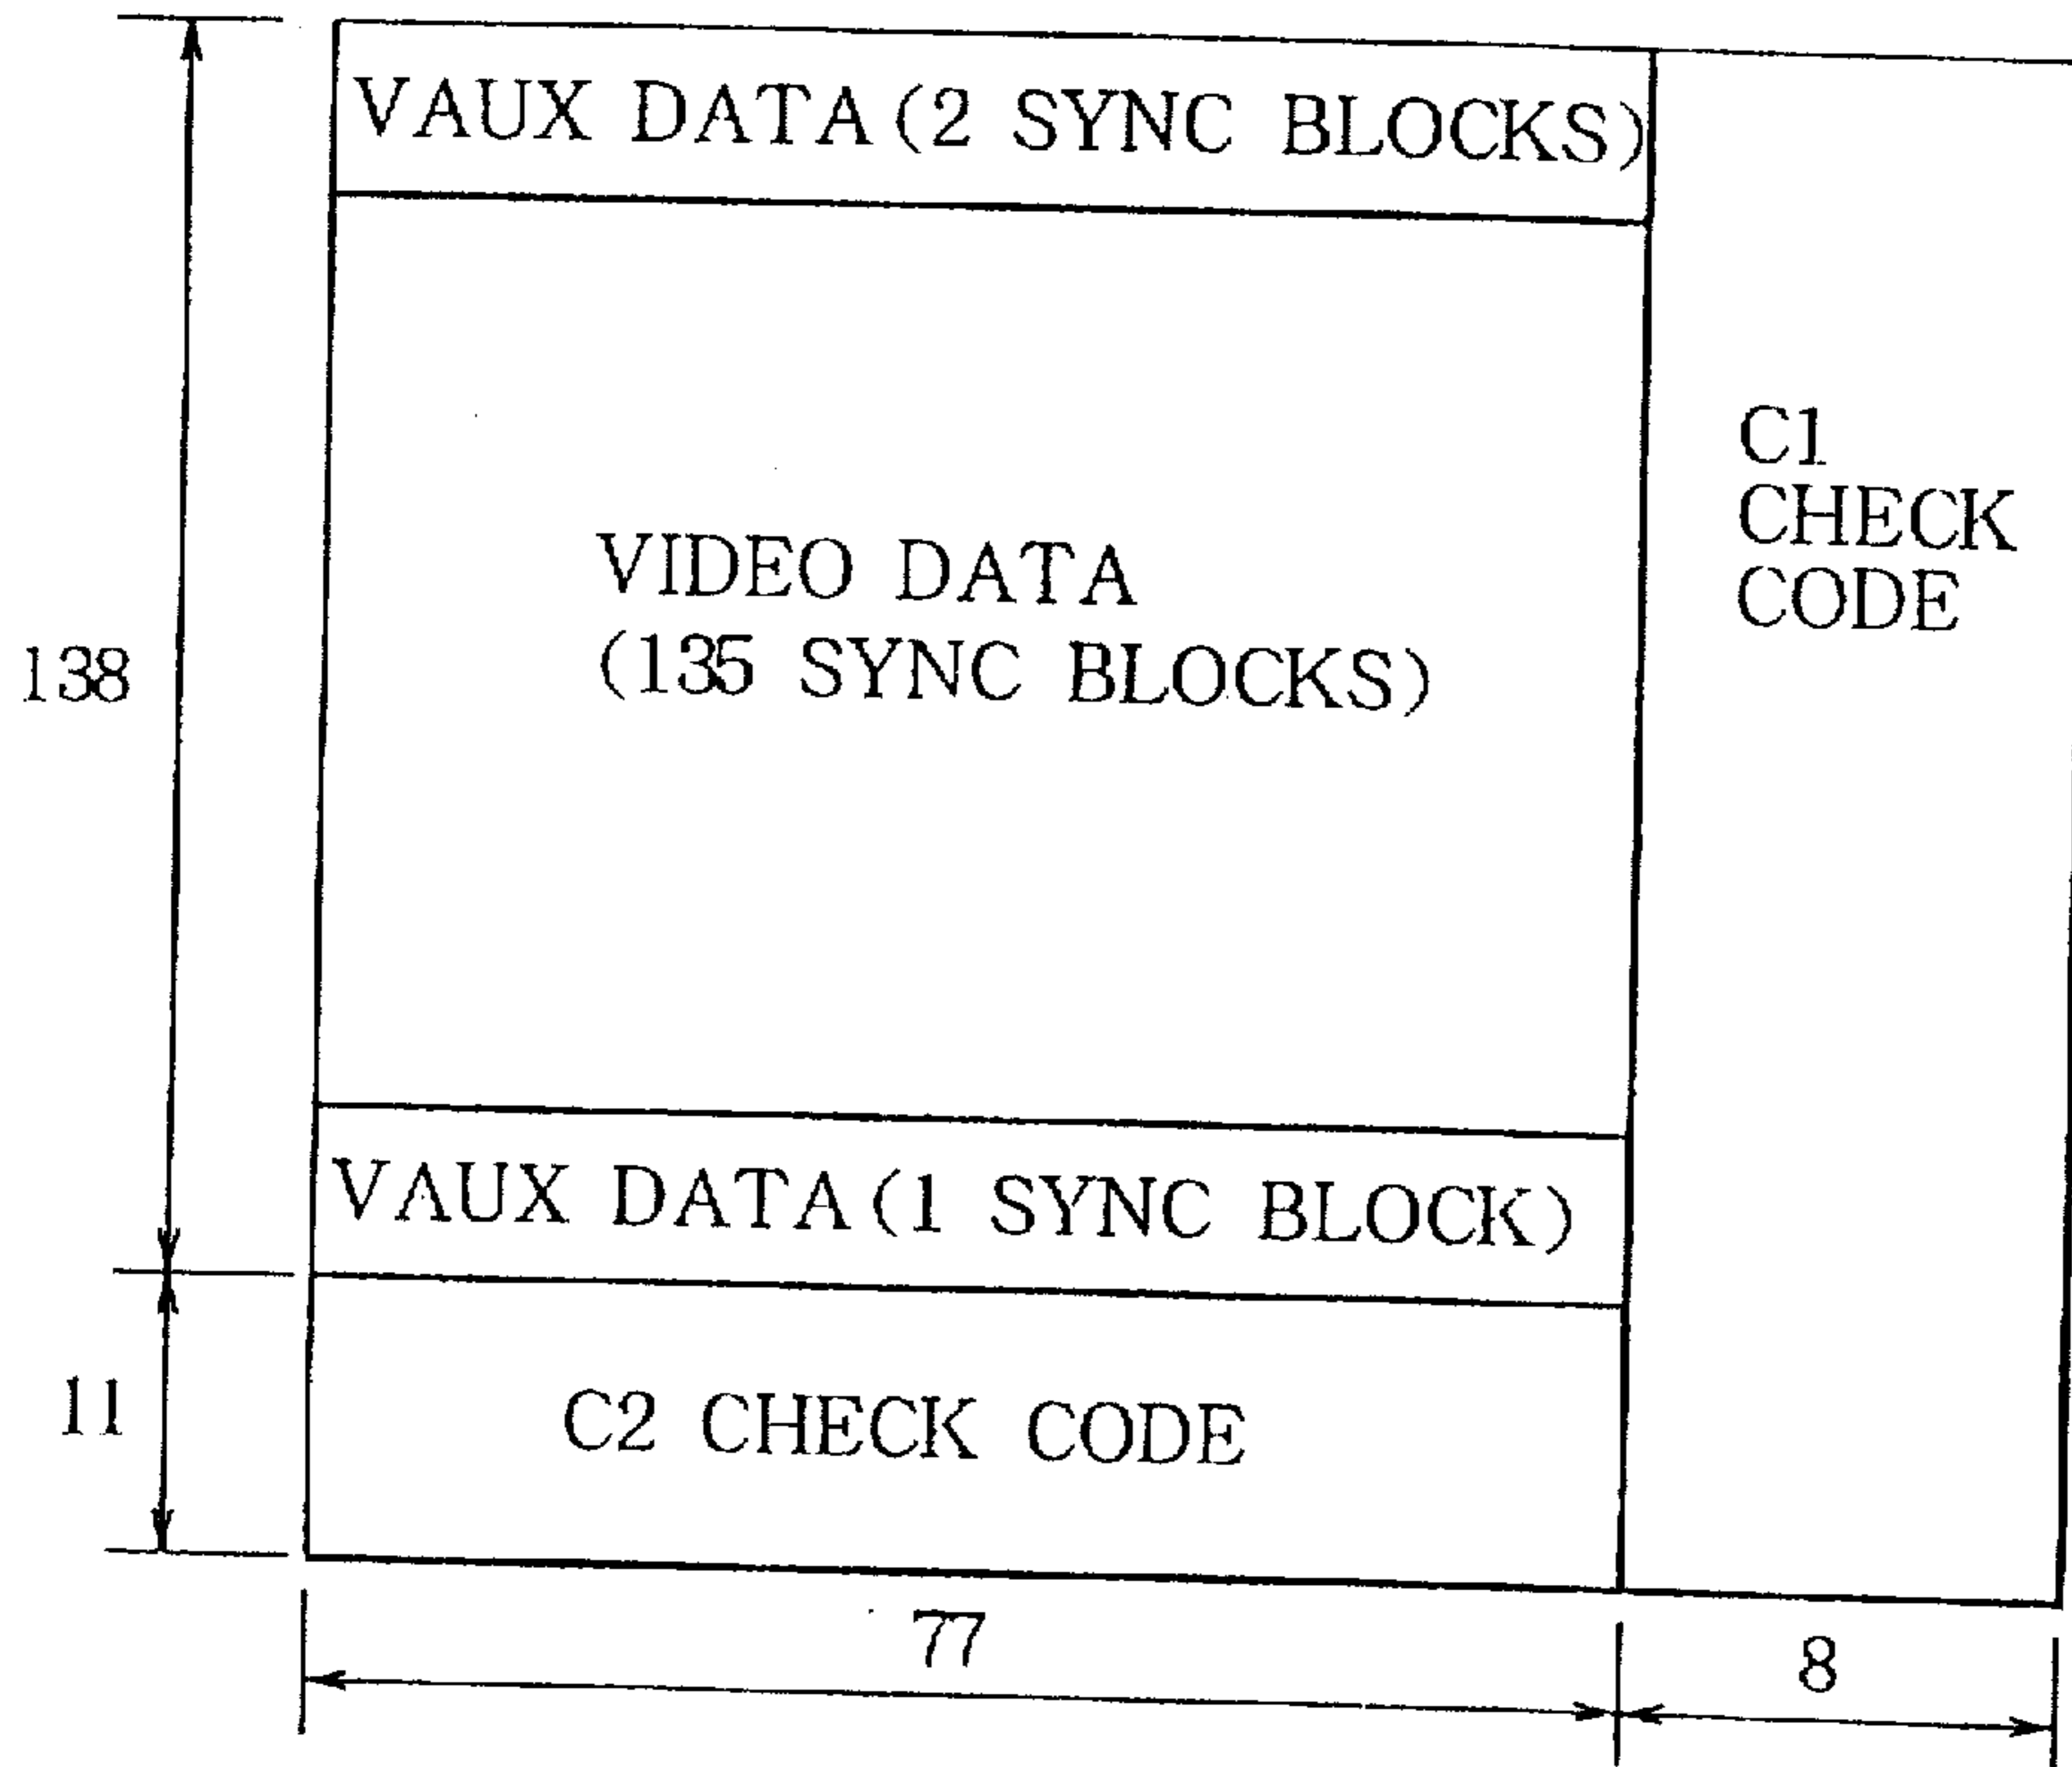 VAUX DATA(2 SYNC BLOCKS)
VIDEO DATA
(135 SYNC BLOCKS)
C1
CHECK
CODE
138
VAUX DATA(1 SYNC BLOCK)
11
C2 CHECK CODE
77
8